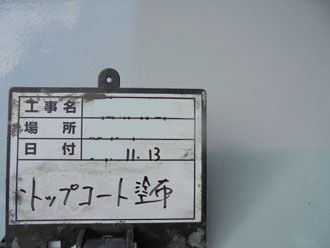 工事名
場所
日付 11.13
トップコート塗布